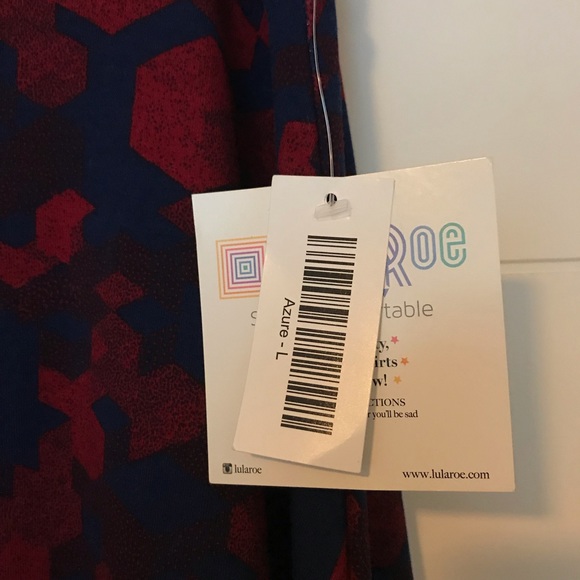 Roe
S
table
y,
irts
w!
CTIONS
you'll be sad
lularoe
www.lularoe.com
Azure - L